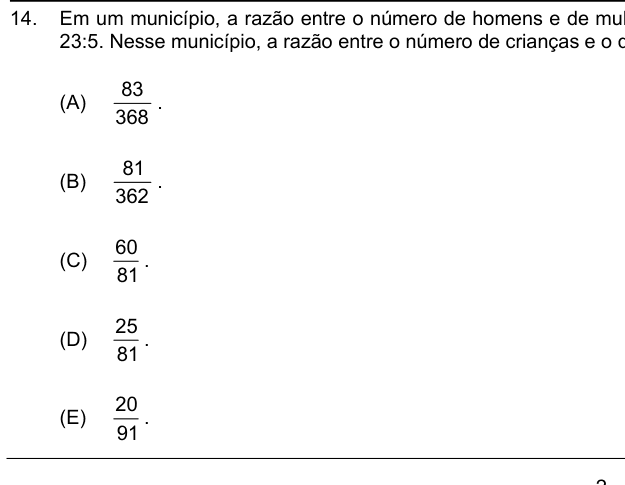 14. Em um município, a razão entre o número de homens e de
23:5. Nesse município, a razão entre o número de crianças e o
(A) 83/368 .
(B) 81/362 .
(C) 60/81 .
(D) 25/81 .
(E) 20/91 .